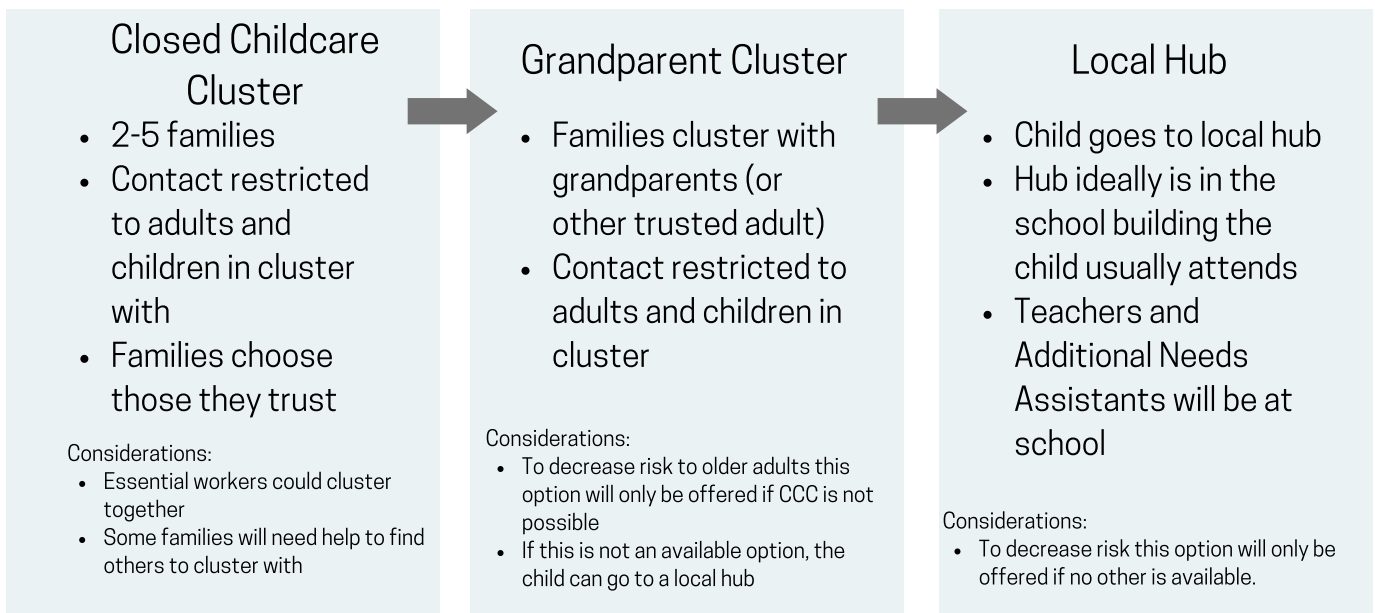 Closed Childcare
Cluster
• 2-5 families
• Contact restricted
to adults and
children in cluster
with
• Families choose
those they trust
Considerations:
• Essential workers could cluster
together
• Some families will need help to find
others to cluster with
Grandparent Cluster
• Families cluster with
grandparents (or
other trusted adult)
• Contact restricted to
adults and children in
cluster
Considerations:
• To decrease risk to older adults this
option will only be offered if CCC is not
possible
• If this is not an available option, the
child can go to a local hub
Local Hub
• Child goes to local hub
• Hub ideally is in the
school building the
child usually attends
• Teachers and
Additional Needs
Assistants will be at
school
Considerations:
• To decrease risk this option will only be
offered if no other is available.